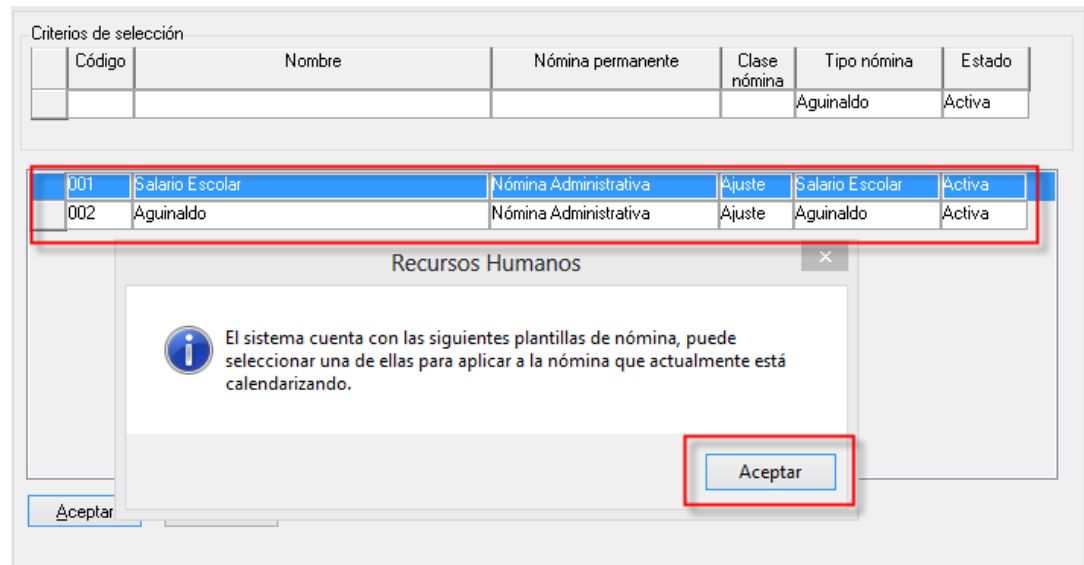 Criterios de selección
Código Nombre Nómina permanente Clase nómina Tipo nómina Estado
Aguinaldo Activa
001 Salario Escolar Nómina Administrativa Ajuste Salario Escolar Activa
002 Aguinaldo Nómina Administrativa Ajuste Aguinaldo Activa
Recursos Humanos
El sistema cuenta con las siguientes plantillas de nómina, puede
seleccionar una de ellas para aplicar a la nómina que actualmente está
calendarizando.
Aceptar
Aceptar